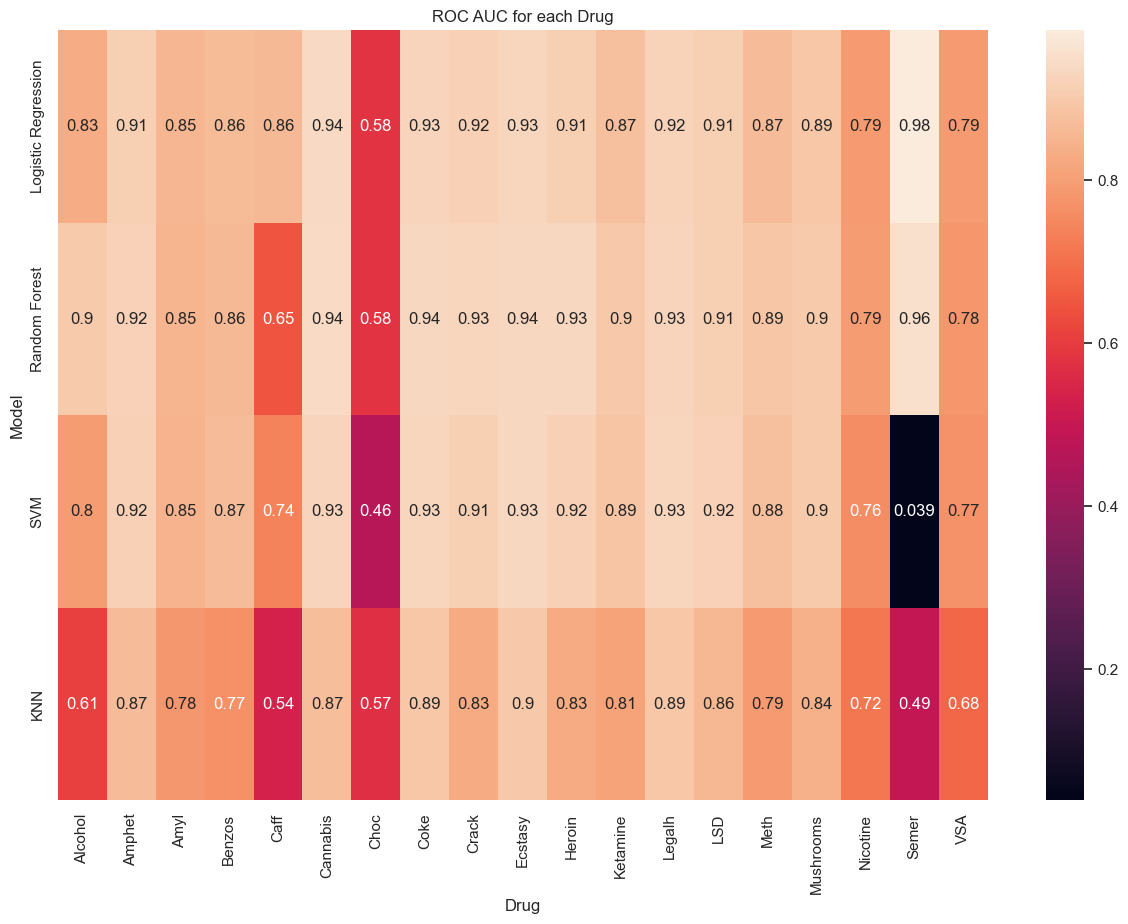 ROC AUC for each Drug
Model
Logistic Regression
0.83 0.91 0.85 0.86 0.86 0.94 0.58 0.93 0.92 0.93 0.91 0.87 0.92 0.91 0.87 0.89 0.79 0.98 0.79
Random Forest
0.9 0.92 0.85 0.86 0.65 0.94 0.58 0.94 0.93 0.94 0.93 0.9 0.93 0.91 0.89 0.9 0.79 0.96 0.78
SVM
0.8 0.92 0.85 0.87 0.74 0.93 0.46 0.93 0.91 0.93 0.92 0.89 0.93 0.92 0.88 0.9 0.76 0.039 0.77
KNN
0.61 0.87 0.78 0.77 0.54 0.87 0.57 0.89 0.83 0.9 0.83 0.81 0.89 0.86 0.79 0.84 0.72 0.49 0.68
Alcohol Amphet Amyl Benzos Caff Cannabis Choc Coke Crack Ecstasy Heroin Ketamine Legalh LSD Meth Mushrooms Nicotine Semer VSA
Drug
0.8
0.6
0.4
0.2